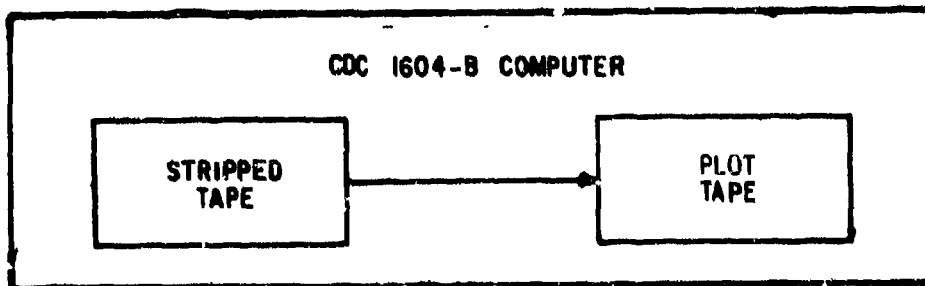 CDC 1604-B COMPUTER
STRIPPED
TAPE
PLOT
TAPE